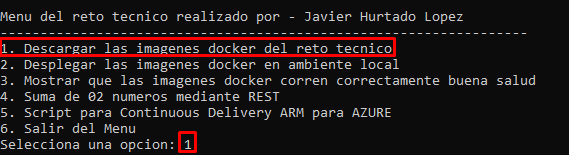 Menu del reto tecnico realizado por - Javier Hurtado Lopez
------------------------------------------------------------------
1. Descargar las imagenes docker del reto tecnico
2. Desplegar las imagenes docker en ambiente local
3. Mostrar que las imagenes docker corren correctamente buena salud
4. Suma de 02 numeros mediante REST
5. Script para Continuous Delivery ARM para AZURE
6. Salir del Menu
Selecciona una opcion: 1